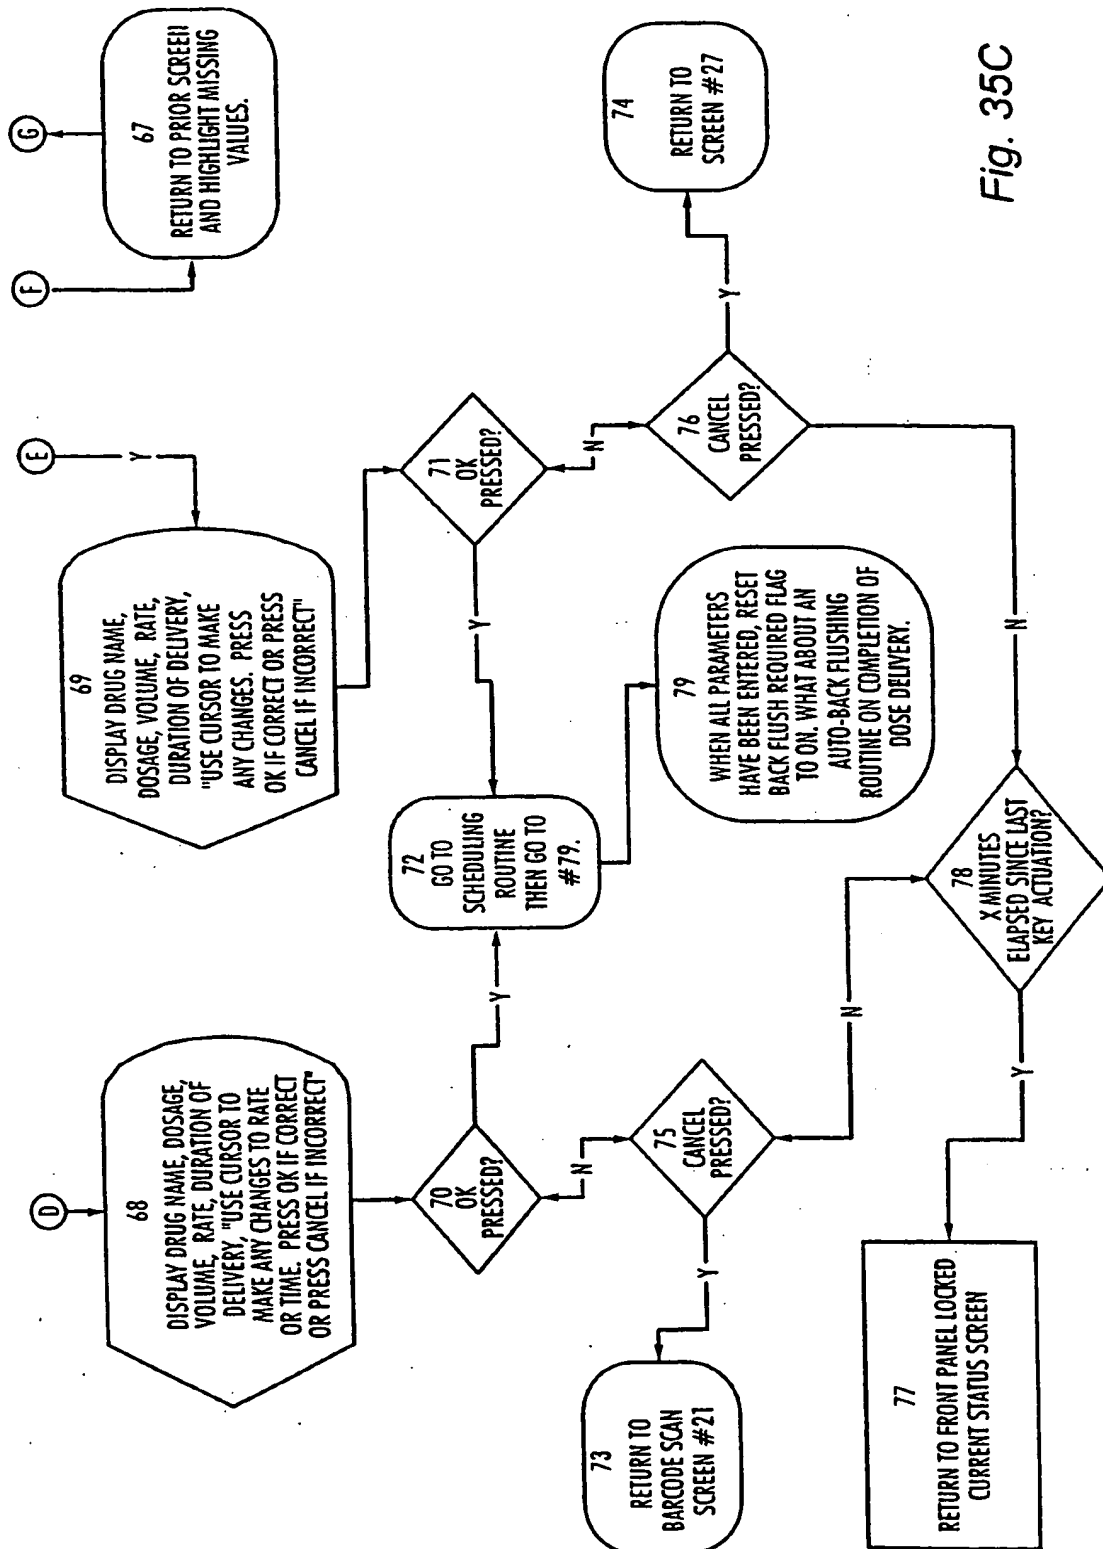 D
68
DISPLAY DRUG NAME, DOSAGE,
VOLUME, RATE, DURATION OF
DELIVERY, "USE CURSOR TO
MAKE ANY CHANGES TO RATE
OR TIME. PRESS OK IF CORRECT
OR PRESS CANCEL IF INCORRECT"
E
Y
69
DISPLAY DRUG NAME,
DOSAGE, VOLUME, RATE,
DURATION OF DELIVERY,
"USE CURSOR TO MAKE
ANY CHANGES. PRESS
OK IF CORRECT OR PRESS
CANCEL IF INCORRECT"
F
G
67
RETURN TO PRIOR SCREEN
AND HIGHLIGHT MISSING
VALUES.
70
OK
PRESSED?
Y
N
72
GO TO
SCHEDULING
ROUTINE
THEN GO TO
#79.
Y
71
OK
PRESSED?
N
73
RETURN TO
BARCODE SCAN
SCREEN #21
Y
75
CANCEL
PRESSED?
N
79
WHEN ALL PARAMETERS
HAVE BEEN ENTERED, RESET
BACK FLUSH REQUIRED FLAG
TO ON. WHAT ABOUT AN
AUTO-BACK FLUSHING
ROUTINE ON COMPLETION OF
DOSE DELIVERY.
76
CANCEL
PRESSED?
Y
74
RETURN TO
SCREEN #27
N
77
RETURN TO FRONT PANEL LOCKED
CURRENT STATUS SCREEN
Y
78
X MINUTES
ELAPSED SINCE LAST
KEY ACTUATION?
Fig. 35C